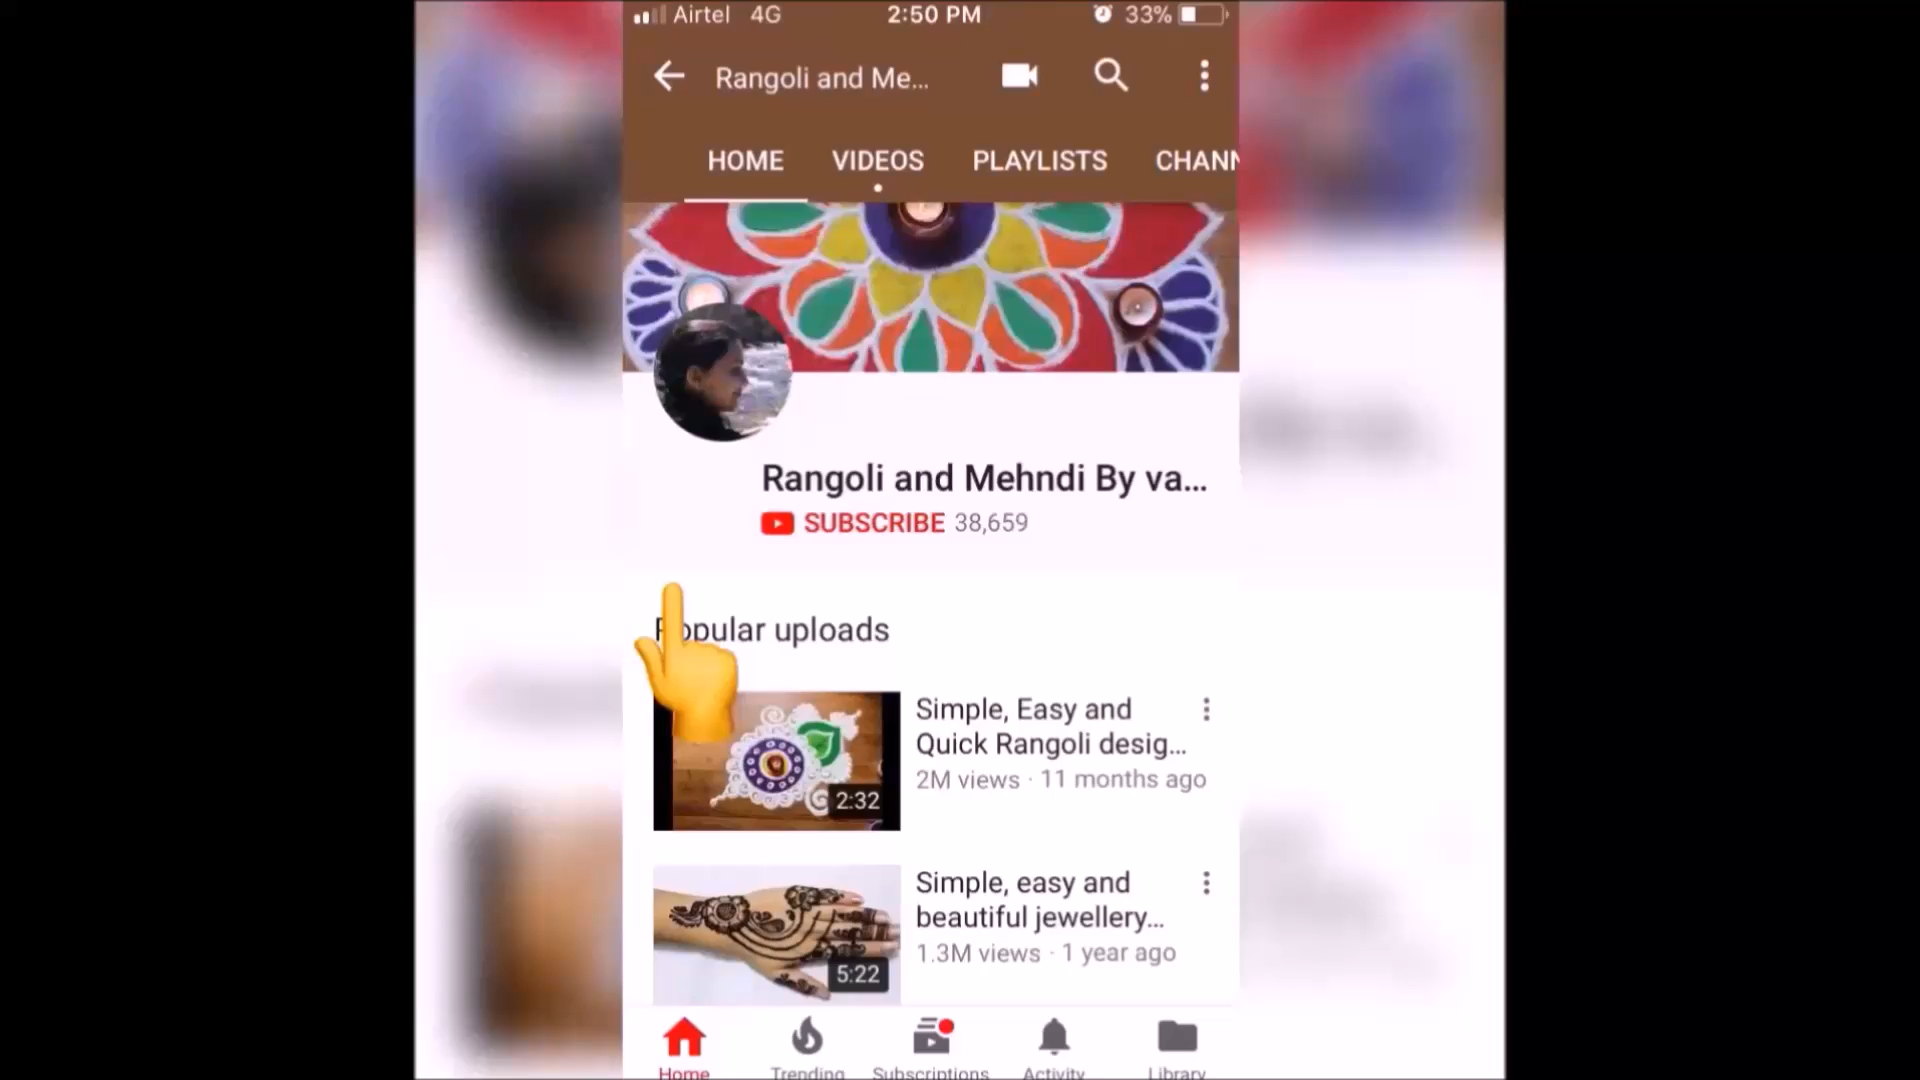 Airtel 4G 2:50 PM 33%
Rangoli and Me...
HOME VIDEOS PLAYLISTS CHANN
Rangoli and Mehndi By va...
SUBSCRIBE 38,659
Popular uploads
Simple, Easy and
Quick Rangoli desig...
2M views · 11 months ago
2:32
Simple, easy and
beautiful jewellery...
1.3M views · 1 year ago
5:22
Home Trending Subscriptions Activity Library